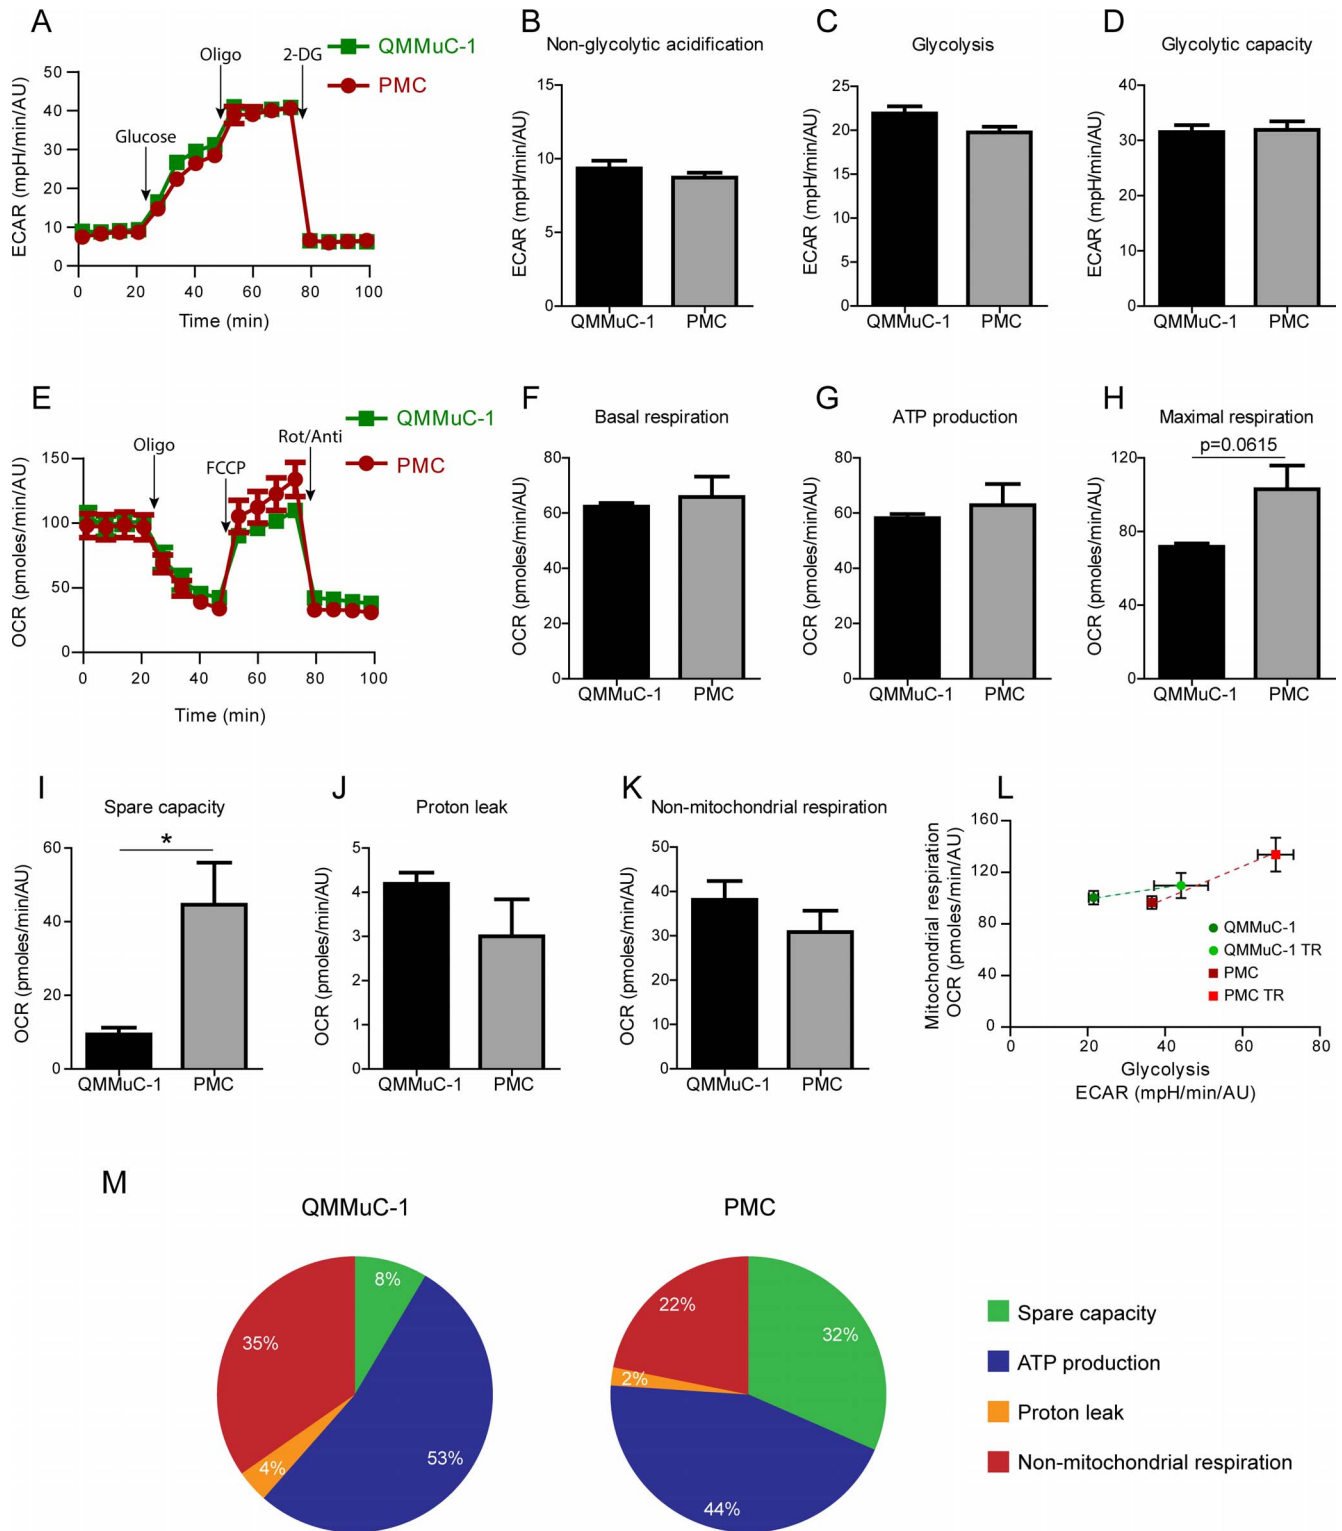 A
QMMuC-1
PMC
Oligo
2-DG
Glucose
50
40
30
20
10
0
ECAR (mpH/min/AU)
0 20 40 60 80 100
Time (min)
B
Non-glycolytic acidification
15
10
5
0
ECAR (mpH/min/AU)
QMMuC-1 PMC
C
Glycolysis
25
20
15
10
5
0
ECAR (mpH/min/AU)
QMMuC-1 PMC
D
Glycolytic capacity
40
30
20
10
0
ECAR (mpH/min/AU)
QMMuC-1 PMC
E
QMMuC-1
PMC
Oligo
FCCP
Rot/Anti
150
100
50
0
OCR (pmoles/min/AU)
0 20 40 60 80 100
Time (min)
F
Basal respiration
80
60
40
20
0
OCR (pmoles/min/AU)
QMMuC-1 PMC
G
ATP production
80
60
40
20
0
OCR (pmoles/min/AU)
QMMuC-1 PMC
H
Maximal respiration
p=0.0615
120
80
40
0
OCR (pmoles/min/AU)
QMMuC-1 PMC
I
Spare capacity
*
60
40
20
0
OCR (pmoles/min/AU)
QMMuC-1 PMC
J
Proton leak
5
4
3
2
1
0
OCR (pmoles/min/AU)
QMMuC-1 PMC
K
Non-mitochondrial respiration
50
40
30
20
10
0
OCR (pmoles/min/AU)
QMMuC-1 PMC
L
160
120
80
40
0
Mitochondrial respiration
OCR (pmoles/min/AU)
QMMuC-1
QMMuC-1 TR
PMC
PMC TR
0 20 40 60 80
Glycolysis
ECAR (mpH/min/AU)
M
QMMuC-1
8%
35%
4%
53%
PMC
22%
32%
2%
44%
Spare capacity
ATP production
Proton leak
Non-mitochondrial respiration